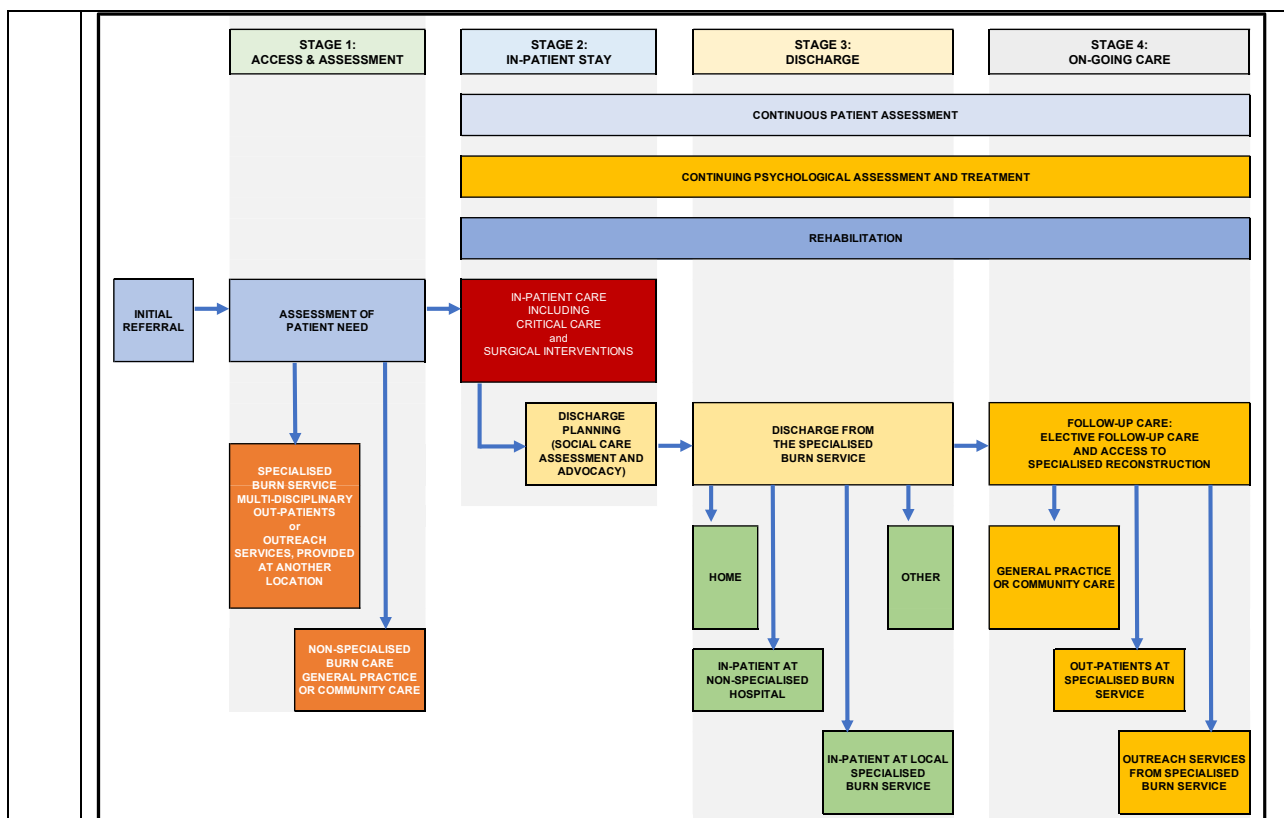 STAGE 1:
ACCESS & ASSESSMENT
STAGE 2:
IN-PATIENT STAY
STAGE 3:
DISCHARGE
STAGE 4:
ON-GOING CARE
CONTINUOUS PATIENT ASSESSMENT
CONTINUING PSYCHOLOGICAL ASSESSMENT AND TREATMENT
REHABILITATION
INITIAL
REFERRAL
ASSESSMENT OF
PATIENT NEED
IN-PATIENT CARE
INCLUDING
CRITICAL CARE
and
SURGICAL INTERVENTIONS
DISCHARGE
PLANNING
(SOCIAL CARE
ASSESSMENT AND
ADVOCACY)
DISCHARGE FROM
THE SPECIALISED
BURN SERVICE
FOLLOW-UP CARE:
ELECTIVE FOLLOW-UP CARE
AND ACCESS TO
SPECIALISED RECONSTRUCTION
SPECIALISED
BURN SERVICE
MULTI-DISCIPLINARY
OUT-PATIENTS
or
OUTREACH
SERVICES, PROVIDED
AT ANOTHER
LOCATION
NON-SPECIALISED
BURN CARE
GENERAL PRACTICE
OR COMMUNITY CARE
HOME
OTHER
IN-PATIENT AT
NON-SPECIALISED
HOSPITAL
IN-PATIENT AT LOCAL
SPECIALISED
BURN SERVICE
GENERAL PRACTICE
OR COMMUNITY CARE
OUT-PATIENTS AT
SPECIALISED BURN
SERVICE
OUTREACH SERVICES
FROM SPECIALISED
BURN SERVICE